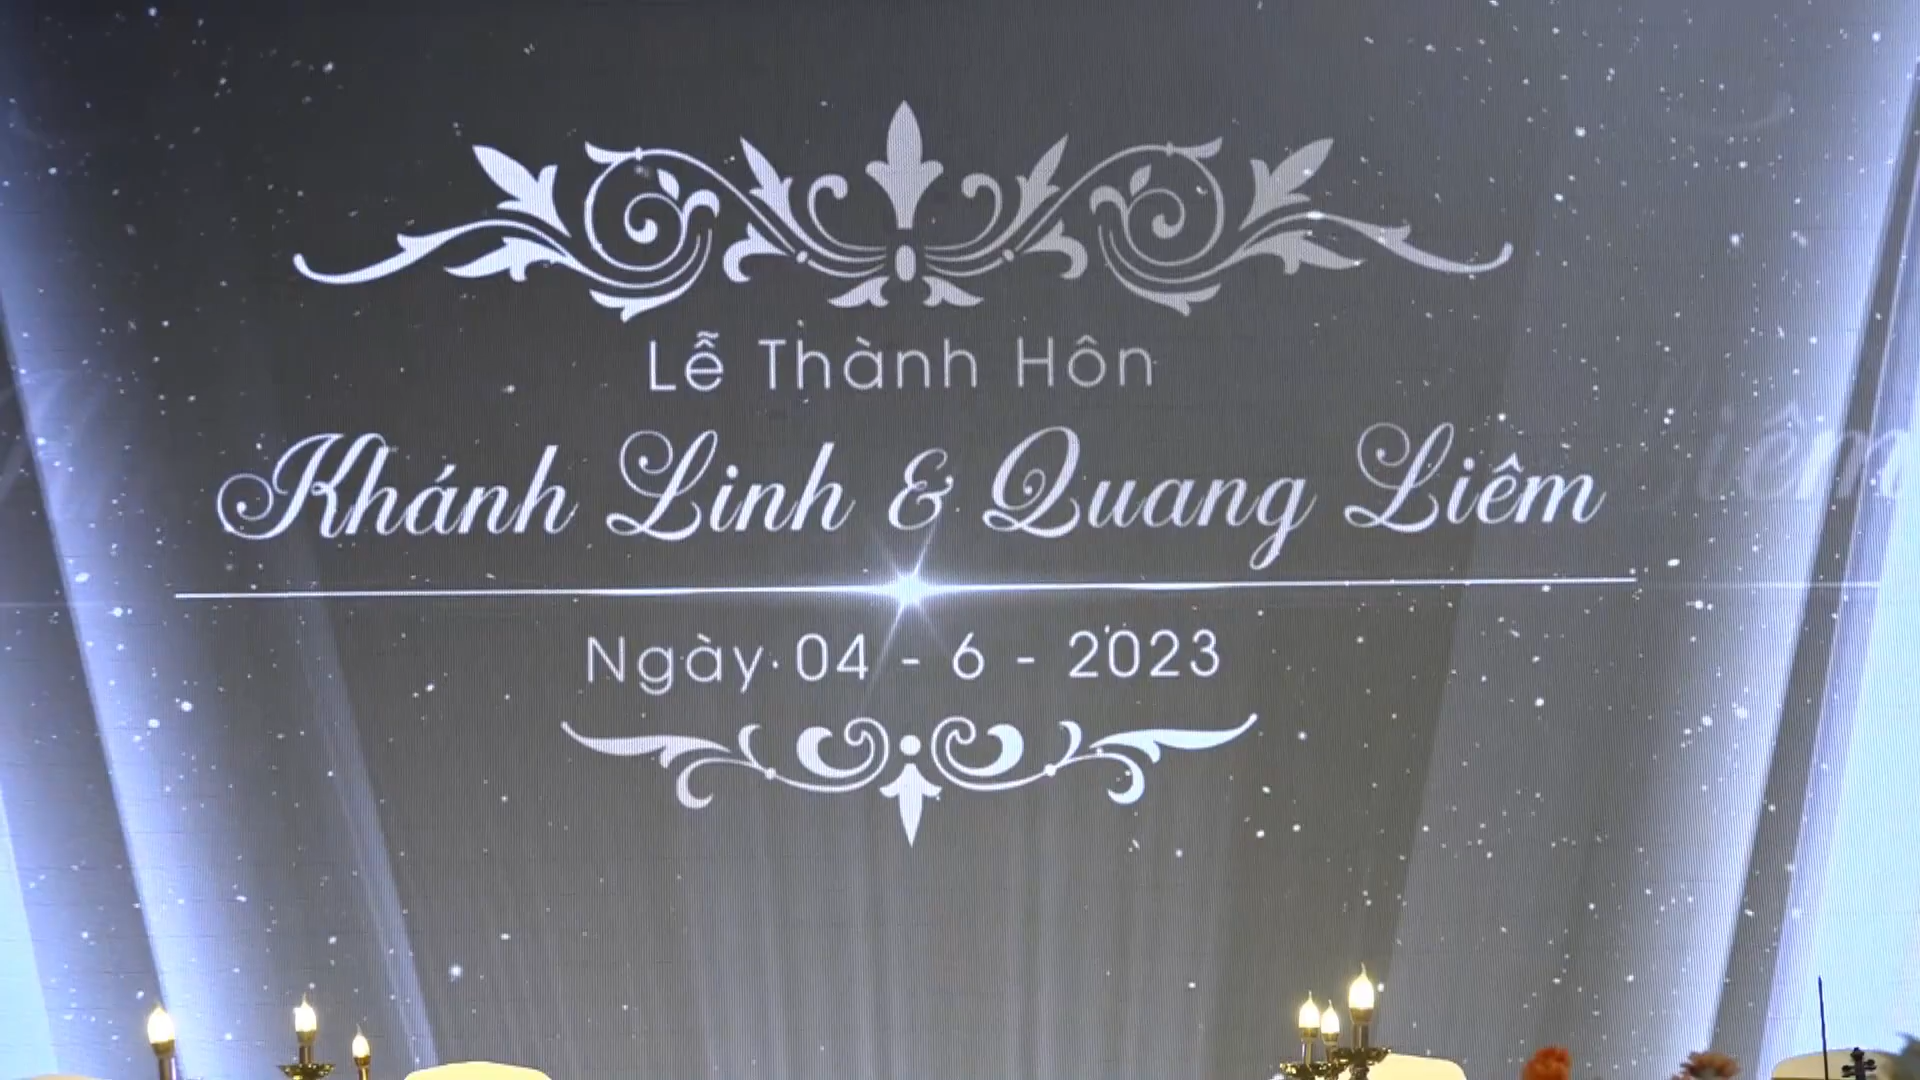 Lễ Thành Hôn
Khánh Linh & Quang Liêm
Ngày 04 - 6 - 2023